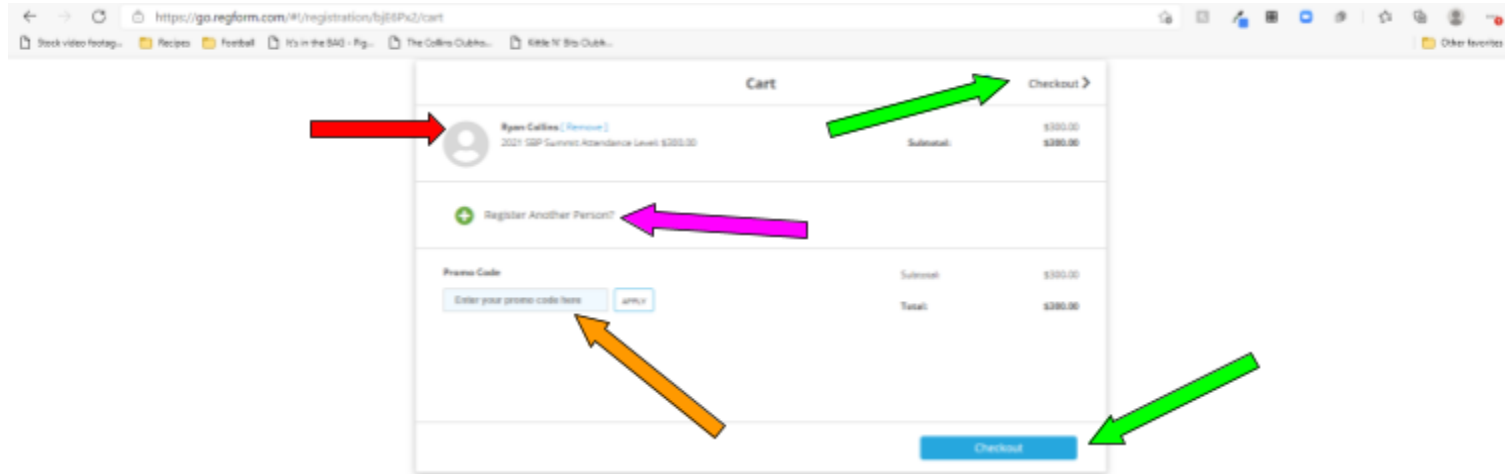 https://go.regform.com/#!/registration/bjE6Px2/cart
Stock video footag... Recipes Football It's in the BAG - Fig... The Collins Clubho... Kittle N' Bits Clubh... Other favorites
Cart Checkout
Ryan Collins [ Remove ] $300.00
2021 SBP Summit Attendance Level: $300.00 Subtotal: $300.00
Register Another Person?
Promo Code Subtotal: $300.00
Enter your promo code here APPLY Total: $300.00
Checkout